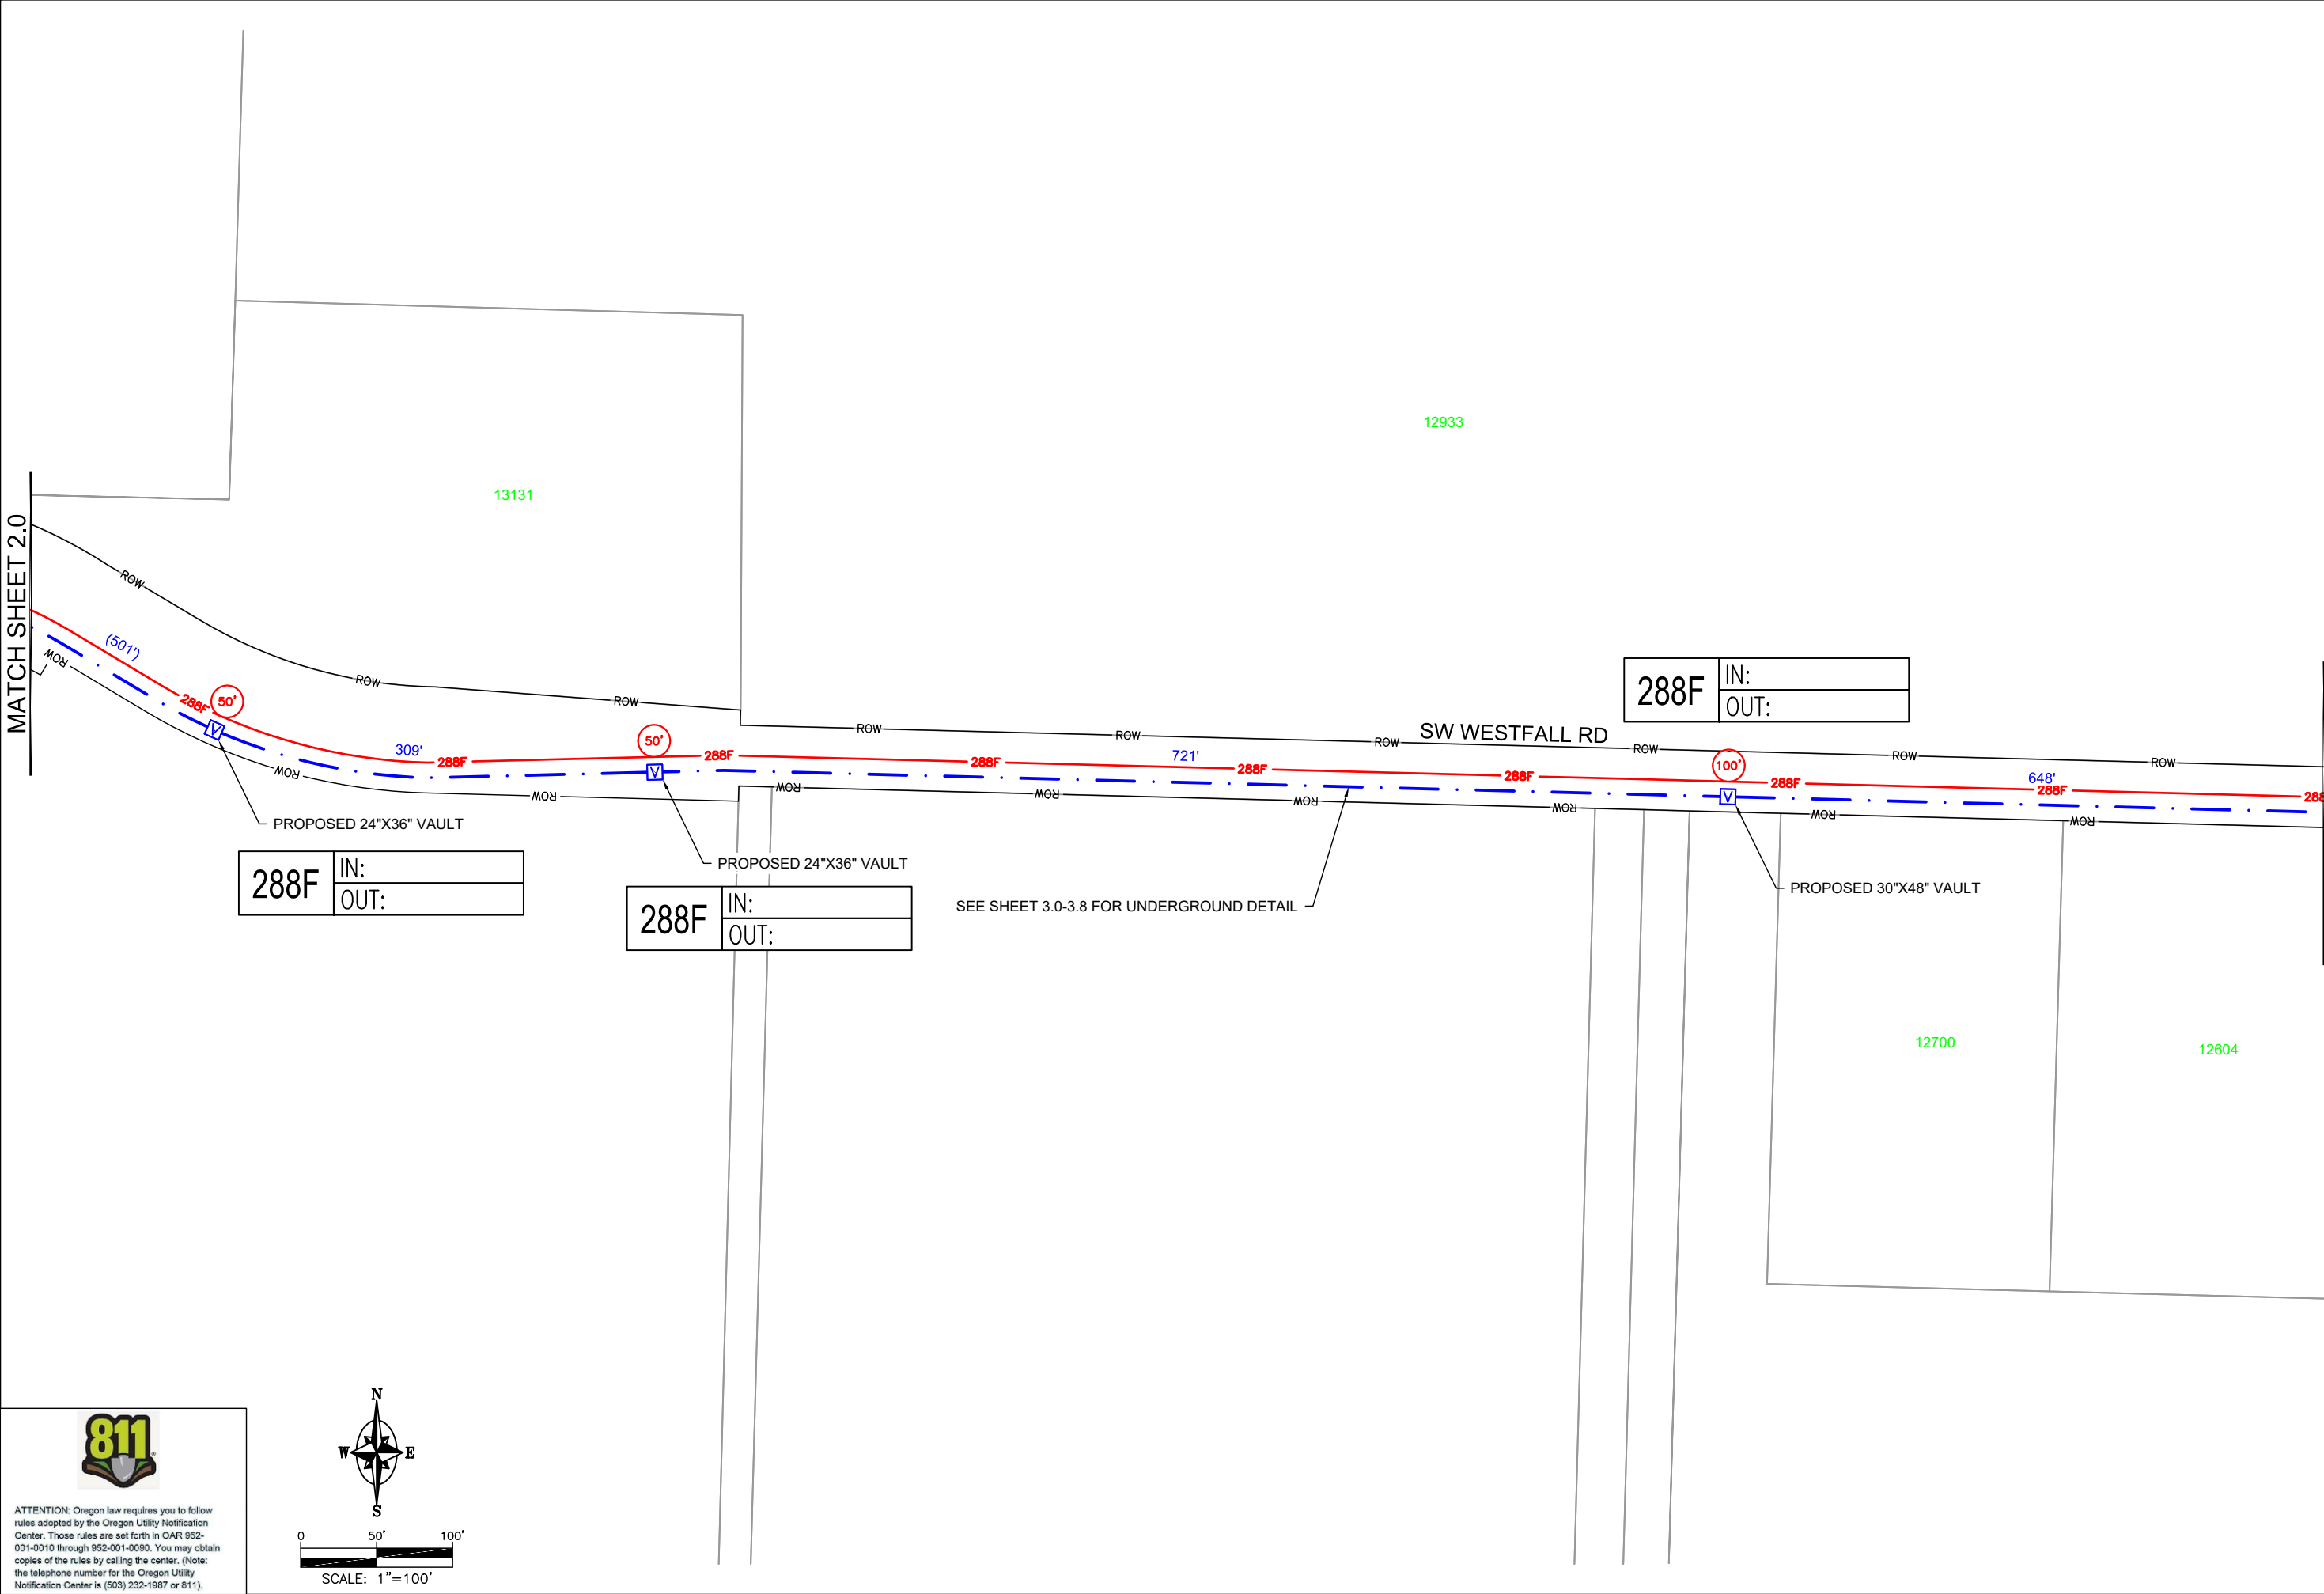 12933
13131
MATCH SHEET 2.0
ROW
ROW
ROW
ROW
ROW
ROW
SW WESTFALL RD
ROW
ROW
ROW
288F
IN:
OUT:
(501')
ROW
288F
50'
309'
288F
50'
288F
288F
721'
288F
288F
100'
288F
648'
288F
288
ROW
ROW
ROW
ROW
ROW
ROW
ROW
ROW
PROPOSED 24"X36" VAULT
288F
IN:
OUT:
PROPOSED 24"X36" VAULT
288F
IN:
OUT:
SEE SHEET 3.0-3.8 FOR UNDERGROUND DETAIL
PROPOSED 30"X48" VAULT
V
V
V
12700
12604
811
ATTENTION: Oregon law requires you to follow
rules adopted by the Oregon Utility Notification
Center. Those rules are set forth in OAR 952-
001-0010 through 952-001-0090. You may obtain
copies of the rules by calling the center. (Note:
the telephone number for the Oregon Utility
Notification Center is (503) 232-1987 or 811).
N
W E
S
0 50' 100'
SCALE: 1"=100'